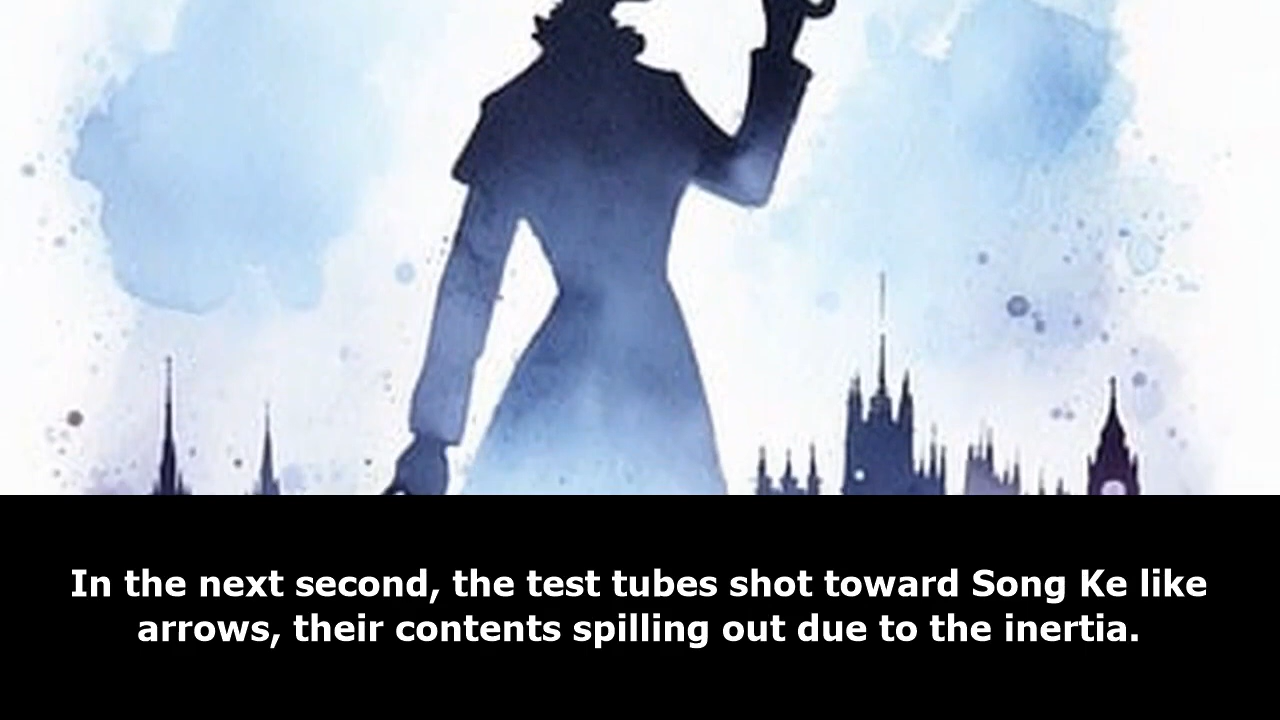 In the next second, the test tubes shot toward Song Ke like
arrows, their contents spilling out due to the inertia.